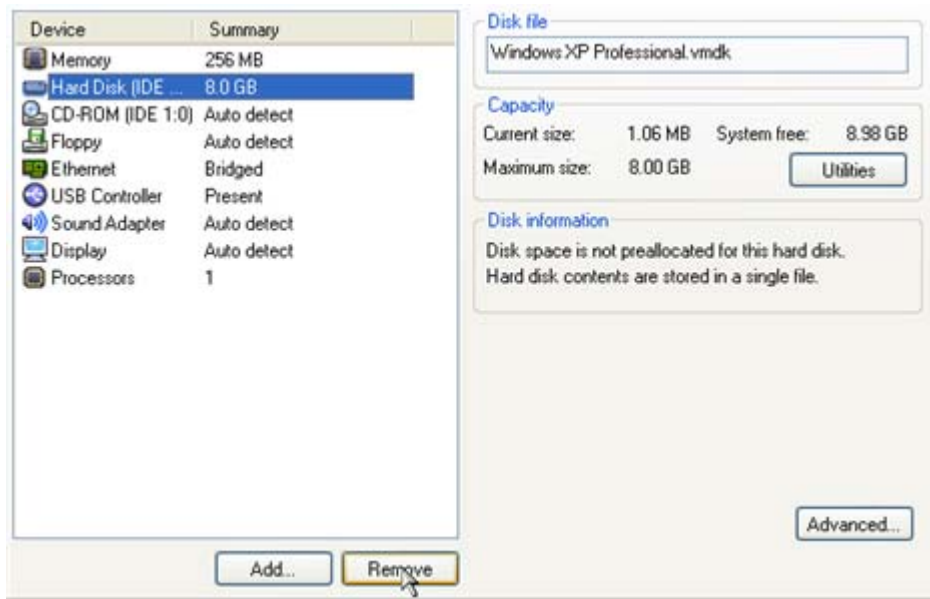 Device Summary
Memory 256 MB
Hard Disk (IDE ... 8.0 GB
CD-ROM (IDE 1:0) Auto detect
Floppy Auto detect
Ethernet Bridged
USB Controller Present
Sound Adapter Auto detect
Display Auto detect
Processors 1
Add... Remove
Disk file
Windows XP Professional.vmdk
Capacity
Current size: 1.06 MB System free: 8.98 GB
Maximum size: 8.00 GB Utilities
Disk information
Disk space is not preallocated for this hard disk.
Hard disk contents are stored in a single file.
Advanced...